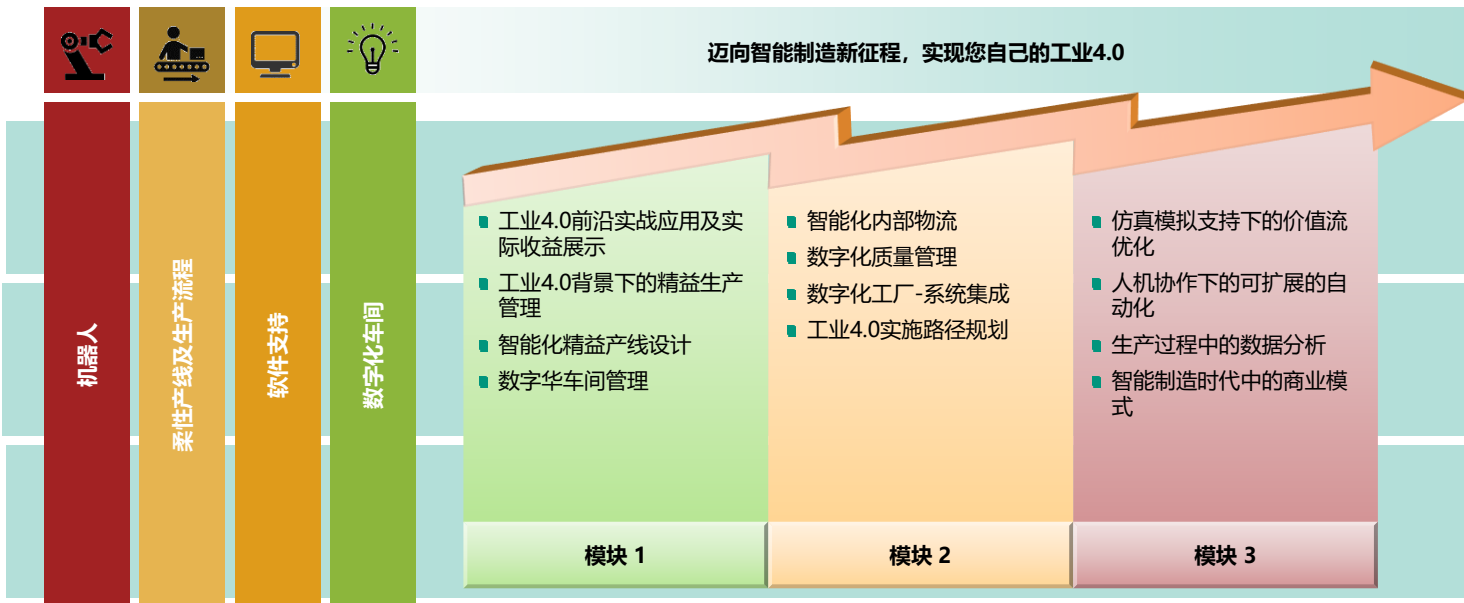 迈向智能制造新征程，实现您自己的工业4.0
机器人
柔性产线及生产流程
软件支持
数字化车间
工业4.0前沿实战应用及实
际收益展示
工业4.0背景下的精益生产
管理
智能化精益产线设计
数字华车间管理
模块 1
智能化内部物流
数字化质量管理
数字化工厂-系统集成
工业4.0实施路径规划
模块 2
仿真模拟支持下的价值流
优化
人机协作下的可扩展的自
动化
生产过程中的数据分析
智能制造时代中的商业模
式
模块 3